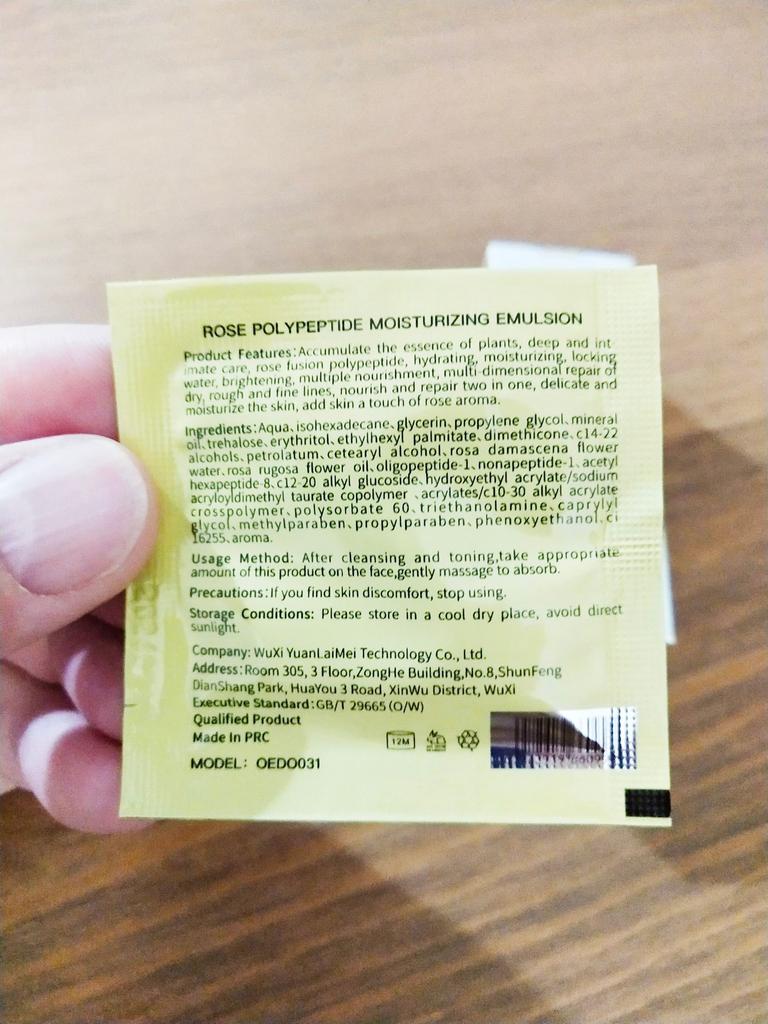 ROSE POLYPEPTIDE MOISTURIZING EMULSION
Product Features:Accumulate the essence of plants, deep and int
imate care, rose fusion polypeptide, hydrating, moisturizing, locking
water, brightening, multiple nourishment, multi-dimensional repair of
dry, rough and fine lines, nourish and repair two in one, delicate and
moisturize the skin, add skin a touch of rose aroma.
Ingredients:Aqua、isohexadecane、glycerin、propylene glycol、mineral
oil、trehalose、erythritol、ethylhexyl palmitate、dimethicone、c14-22
alcohols、petrolatum、cetearyl alcohol、rosa damascena flower
water、rosa rugosa flower oil、oligopeptide-1、nonapeptide-1、acetyl
hexapeptide-8、c12-20 alkyl glucoside、hydroxyethyl acrylate/sodium
acryloyldimethyl taurate copolymer 、acrylates/c10-30 alkyl acrylate
crosspolymer、polysorbate 60、triethanolamine、caprylyl
glycol、methylparaben、propylparaben、phenoxyethanol、ci
16255、aroma.
Usage Method: After cleansing and toning,take appropriate
amount of this product on the face,gently massage to absorb.
Precautions:If you find skin discomfort, stop using.
Storage Conditions: Please store in a cool dry place, avoid direct
sunlight.
Company: WuXi YuanLaiMei Technology Co., Ltd.
Address:Room 305, 3 Floor,ZongHe Building,No.8,ShunFeng
DianShang Park, HuaYou 3 Road, XinWu District, WuXi
Executive Standard:GB/T 29665 (O/W)
Qualified Product
Made In PRC
12M
MODEL: OEDO031